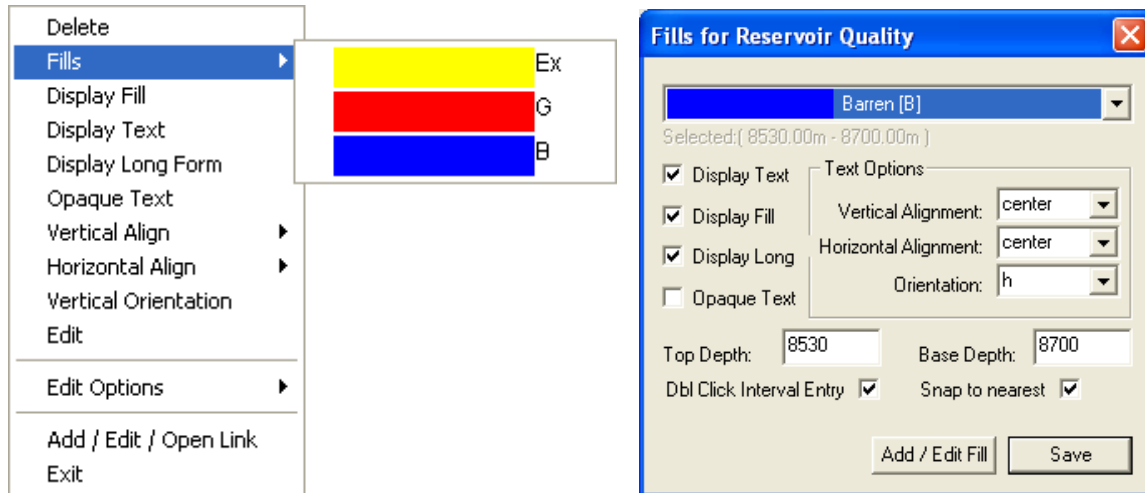 Delete
Fills
Display Fill
Display Text
Display Long Form
Opaque Text
Vertical Align
Horizontal Align
Vertical Orientation
Edit
Edit Options
Add / Edit / Open Link
Exit
Ex
G
B
Fills for Reservoir Quality
Barren [B]
Selected:( 8530.00m - 8700.00m )
Display Text
Display Fill
Display Long
Opaque Text
Text Options
Vertical Alignment: center
Horizontal Alignment: center
Orientation: h
Top Depth: 8530 Base Depth: 8700
Dbl Click Interval Entry Snap to nearest
Add / Edit Fill Save